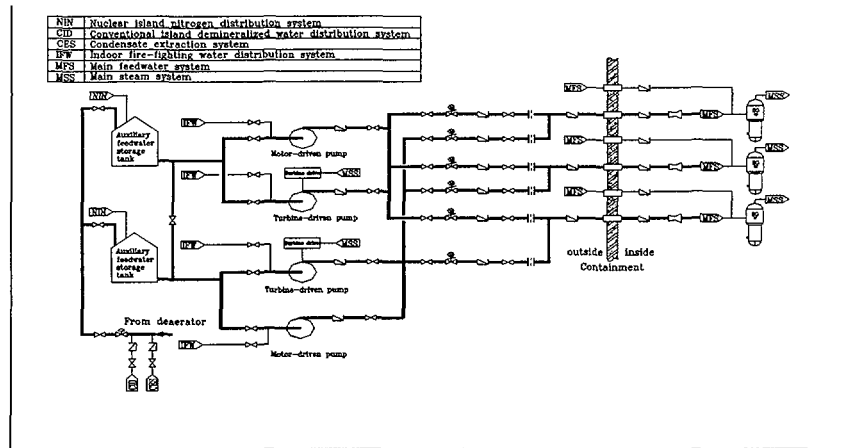 NIN Nuclear island nitrogen distribution system
CID Conventional island demineralized water distribution system
CES Condensate extraction system
IFW Indoor fire-fighting water distribution system
MFS Main feedwater system
MSS Main steam system
NIN
Auxiliary
feedwater
storage
tank
IFW
Motor-driven pump
IFW
Turbine drive
MSS
Turbine-driven pump
NIN
Auxiliary
feedwater
storage
tank
IFW
Turbine drive
MSS
Turbine-driven pump
From deaerator
IFW
Motor-driven pump
MFS
MFS
MSS
MFS
MFS
MSS
MFS
MFS
MSS
outside inside
Containment